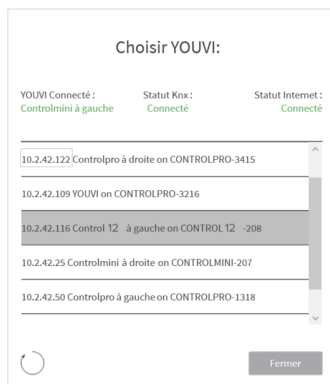 Choisir YOUVI:
YOUVI Connecté : Statut Knx : Statut Internet :
Controlmini à gauche Connecté Connecté
10.2.42.122 Controlpro à droite on CONTROLPRO-3415
10.2.42.109 YOUVI on CONTROLPRO-3216
10.2.42.116 Control 12 à gauche on CONTROL 12 -208
10.2.42.25 Controlmini à droite on CONTROLMINI-207
10.2.42.50 Controlpro à gauche on CONTROLPRO-1318
Fermer